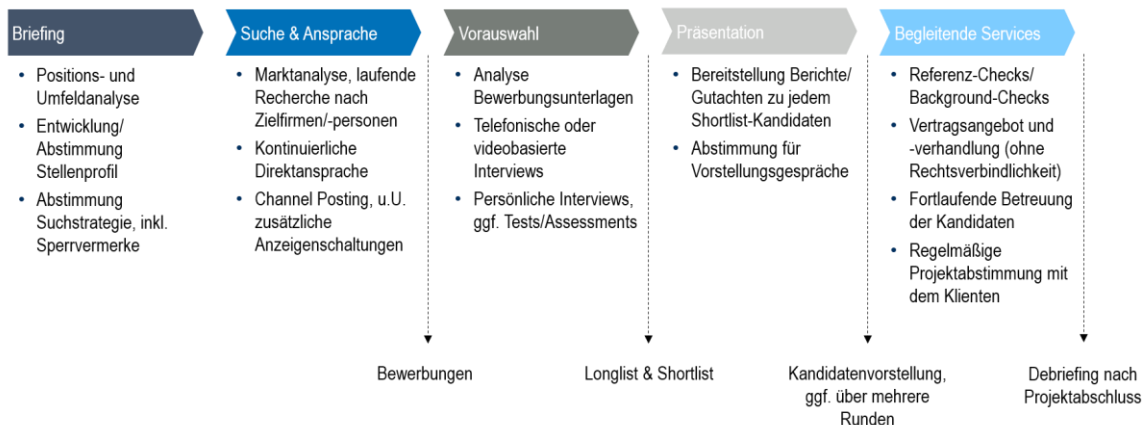 Briefing
Positions- und
Umfeldanalyse
Entwicklung/
Abstimmung
Stellenprofil
Abstimmung
Suchstrategie, inkl.
Sperrvermerke
Suche & Ansprache
Marktanalyse, laufende
Recherche nach
Zielfirmen/-personen
Kontinuierliche
Direktansprache
Channel Posting, u.U.
zusätzliche
Anzeigenschaltungen
Vorauswahl
Analyse
Bewerbungsunterlagen
Telefonische oder
videobasierte
Interviews
Persönliche Interviews,
ggf. Tests/Assessments
Präsentation
Bereitstellung Berichte/
Gutachten zu jedem
Shortlist-Kandidaten
Abstimmung für
Vorstellungsgespräche
Begleitende Services
Referenz-Checks/
Background-Checks
Vertragsangebot und
-verhandlung (ohne
Rechtsverbindlichkeit)
Fortlaufende Betreuung
der Kandidaten
Regelmäßige
Projektabstimmung mit
dem Klienten
Bewerbungen
Longlist & Shortlist
Kandidatenvorstellung,
ggf. über mehrere
Runden
Debriefing nach
Projektabschluss